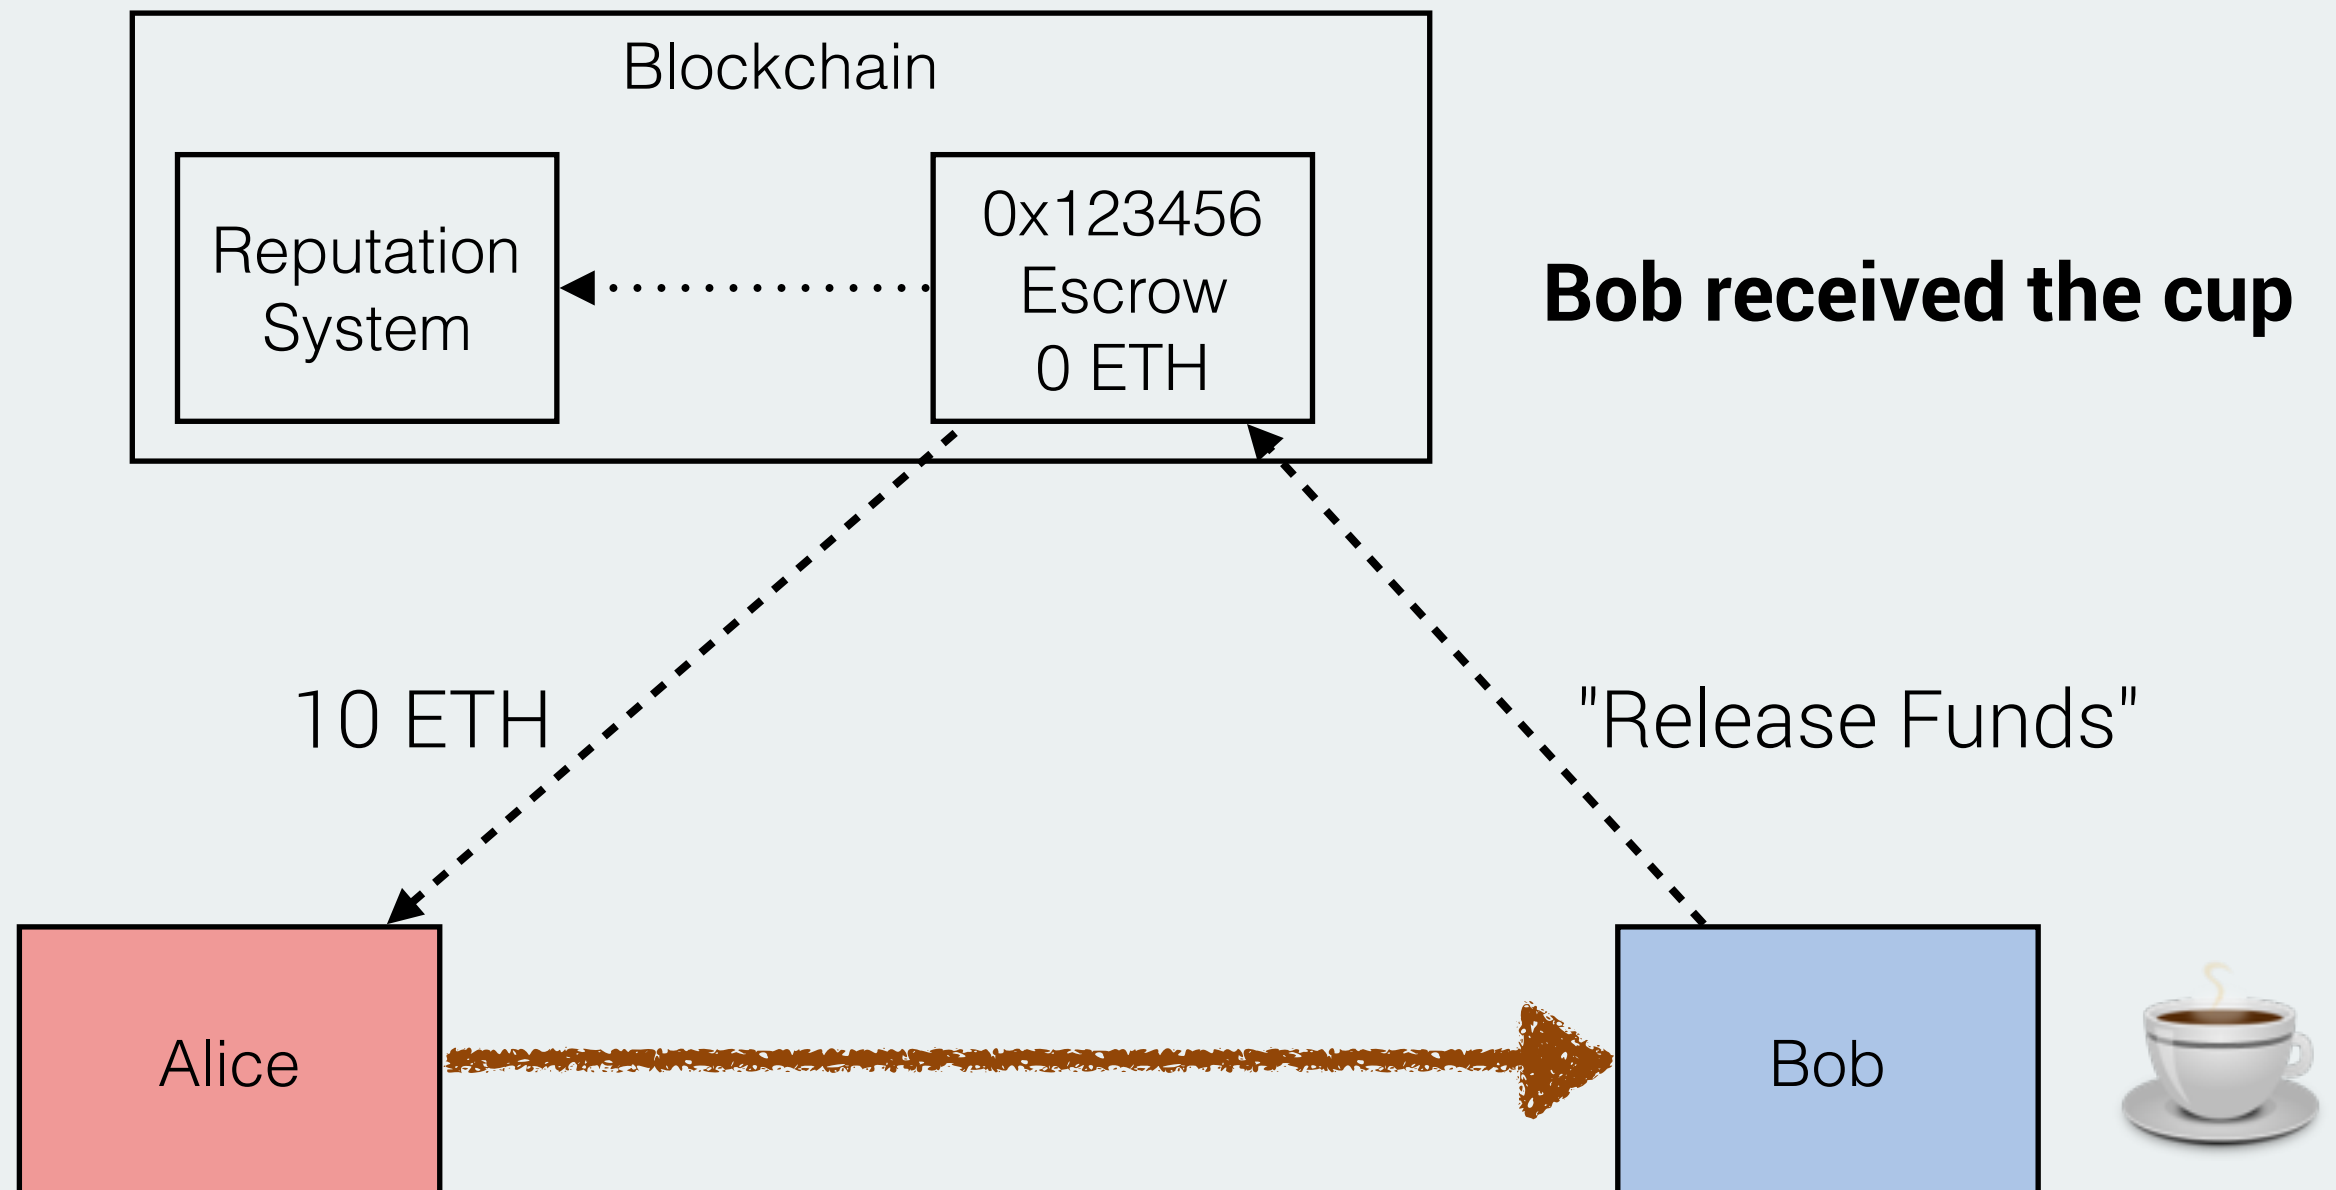 Blockchain
Reputation
System
0x123456
Escrow
0 ETH
Bob received the cup
10 ETH
"Release Funds"
Alice
Bob